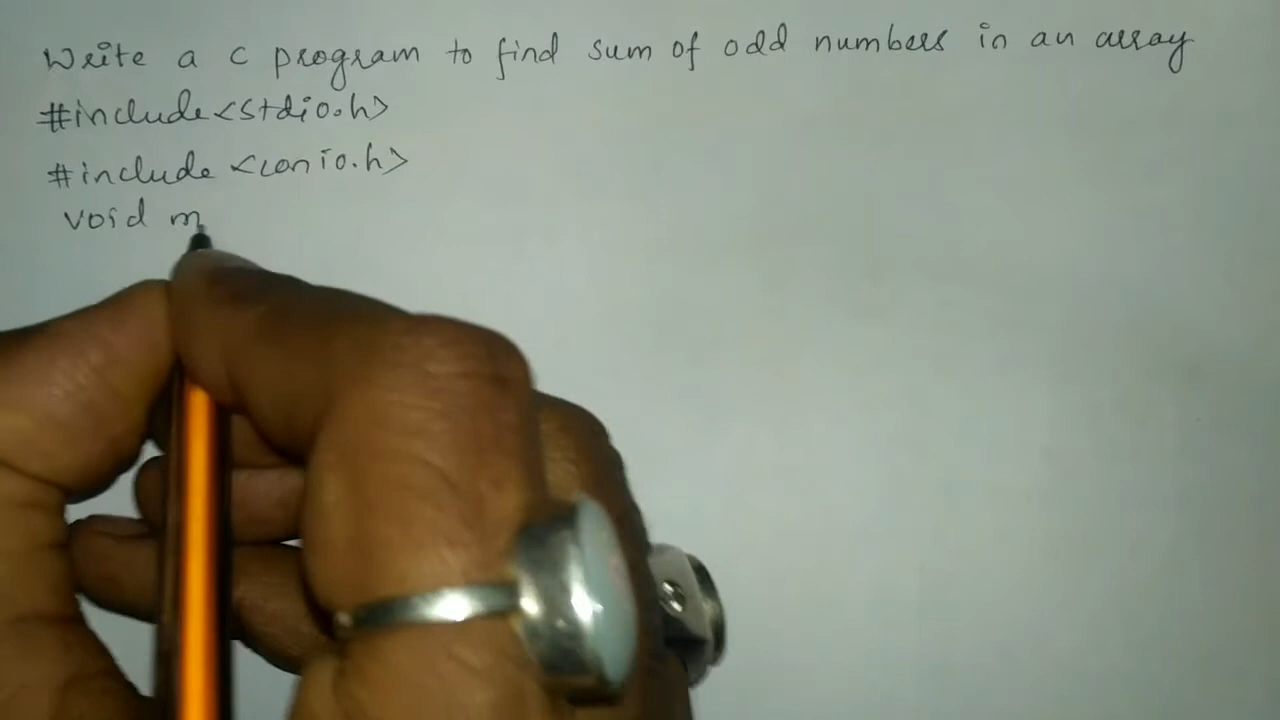 Write a c program to find sum of odd numbers in an array
#include<stdio.h>
#include <conio.h>
void m